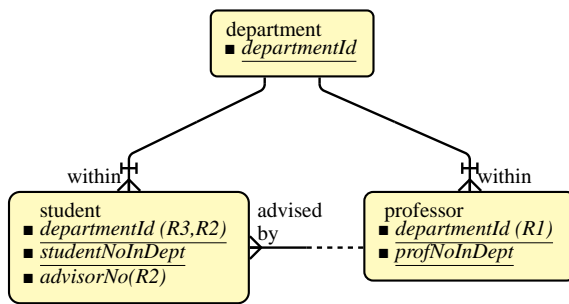 department
departmentId
within
within
student
departmentId (R3,R2)
studentNoInDept
advisorNo(R2)
advised
by
professor
departmentId (R1)
profNoInDept